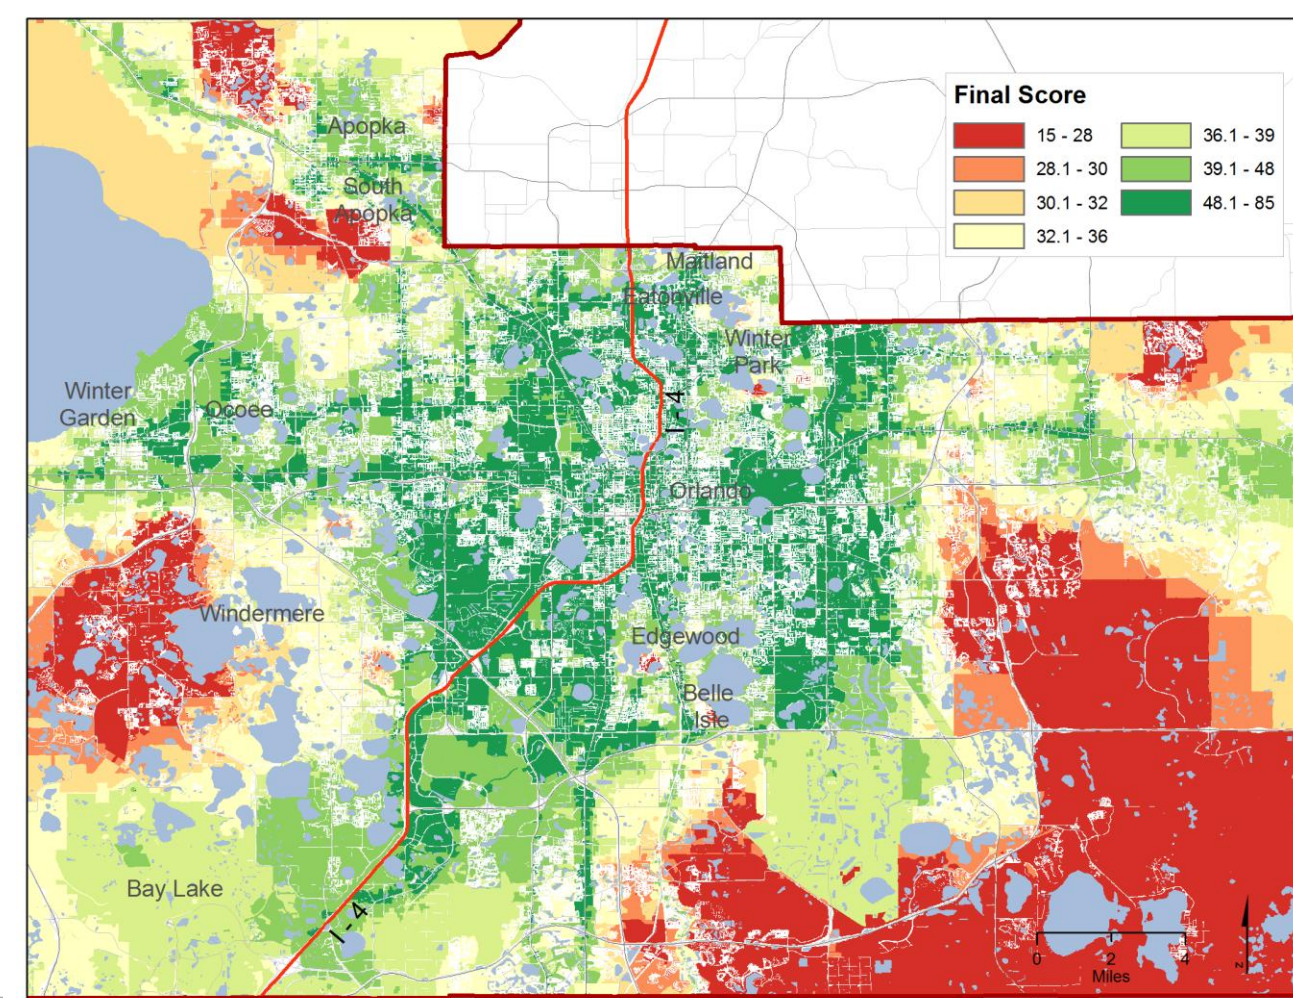 Final Score
15 - 28
36.1 - 39
28.1 - 30
39.1 - 48
30.1 - 32
48.1 - 85
32.1 - 36
Apopka
South
Apopka
Maitland
Eatonville
Winter
Park
Winter
Garden
Ocoee
I - 4
Orlando
Windermere
Edgewood
Belle
Isle
Bay Lake
I - 4
0
2
4
Miles
N